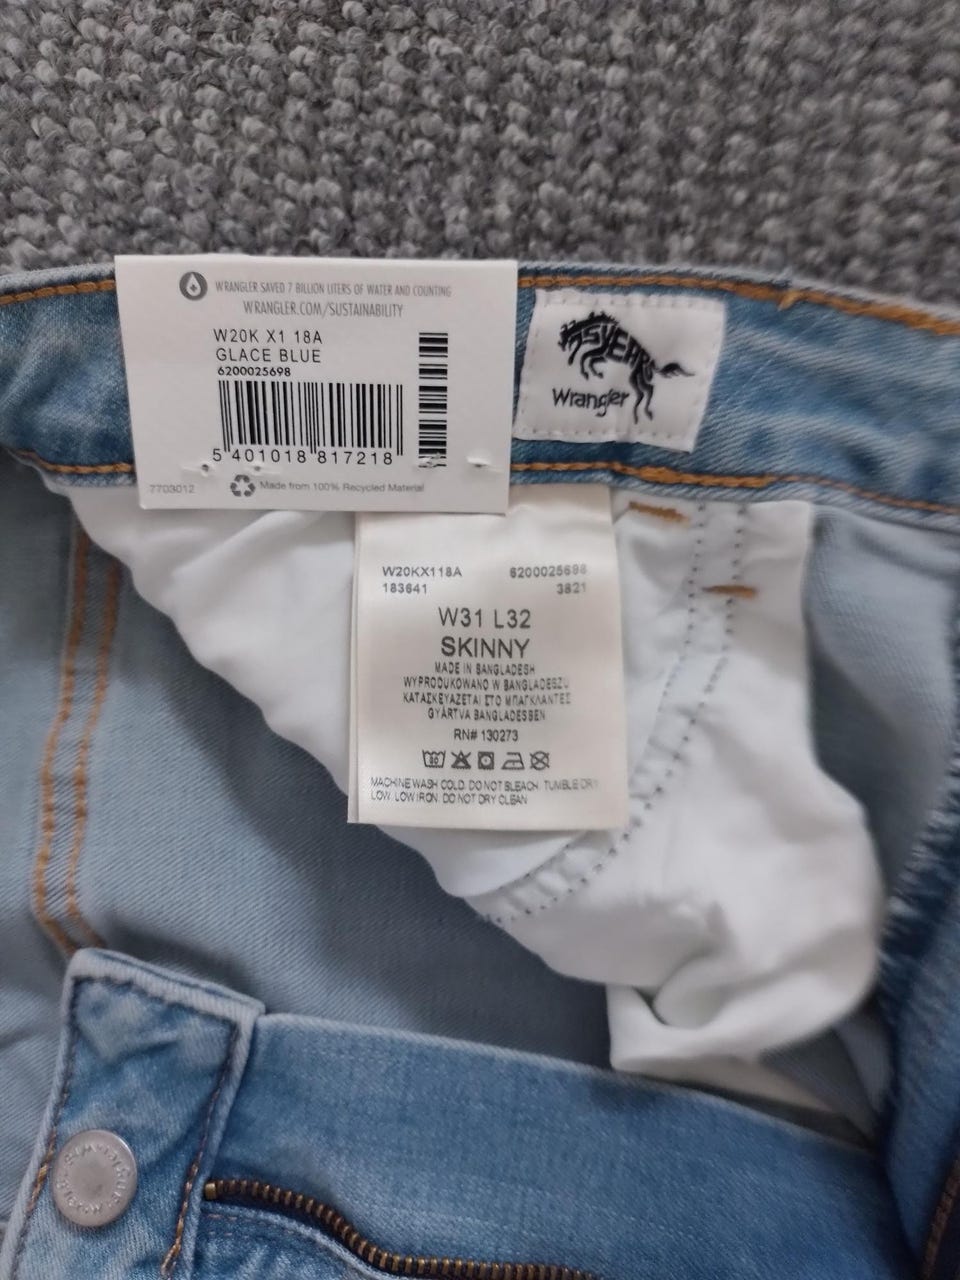 WRANGLER SAVED 7 BILLION LITERS OF WATER AND COUNTING
WRANGLER.COM/SUSTAINABILITY
W20K X1 18A
GLACE BLUE
6200025698
5 401018 817218
7703012
Made from 100% Recycled Material
75YEARS
Wrangler
W20KX118A 6200025698
183641 3821
W31 L32
SKINNY
MADE IN BANGLADESH
WYPRODUKOWANO W BANGLADESZU
ΚΑΤΑΣΚΕΥΑΖΕΤΑΙ ΣΤΟ ΜΠΑΓΚΛΑΝΤΕΣ
GYÁRTVA BANGLADESBEN
RN# 130273
30
MACHINE WASH COLD. DO NOT BLEACH. TUMBLE DRY
LOW. LOW IRON. DO NOT DRY CLEAN